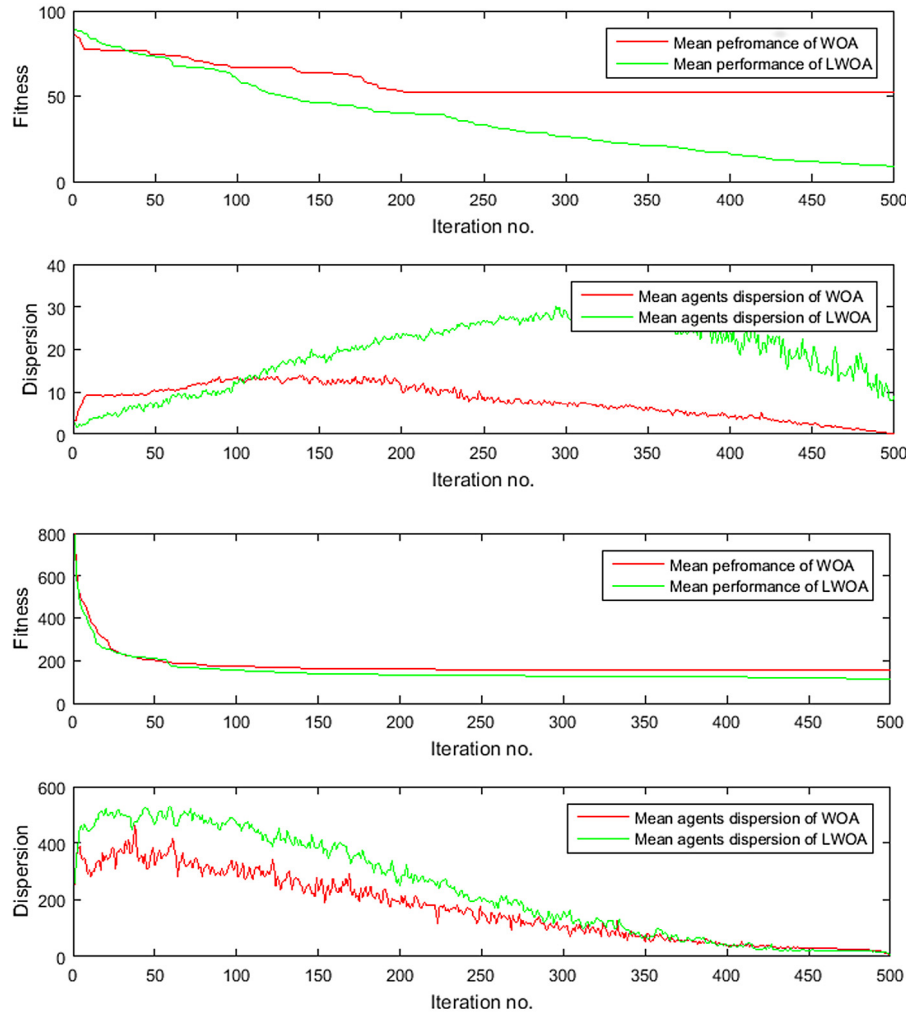 100
50
0
Fitness
Mean pefromance of WOA
Mean performance of LWOA
0 50 100 150 200 250 300 350 400 450 500
Iteration no.
40
30
20
10
0
Dispersion
Mean agents dispersion of WOA
Mean agents dispersion of LWOA
0 50 100 150 200 250 300 350 400 450 500
Iteration no.
800
600
400
200
0
Fitness
Mean pefromance of WOA
Mean performance of LWOA
0 50 100 150 200 250 300 350 400 450 500
Iteration no.
600
400
200
0
Dispersion
Mean agents dispersion of WOA
Mean agents dispersion of LWOA
0 50 100 150 200 250 300 350 400 450 500
Iteration no.